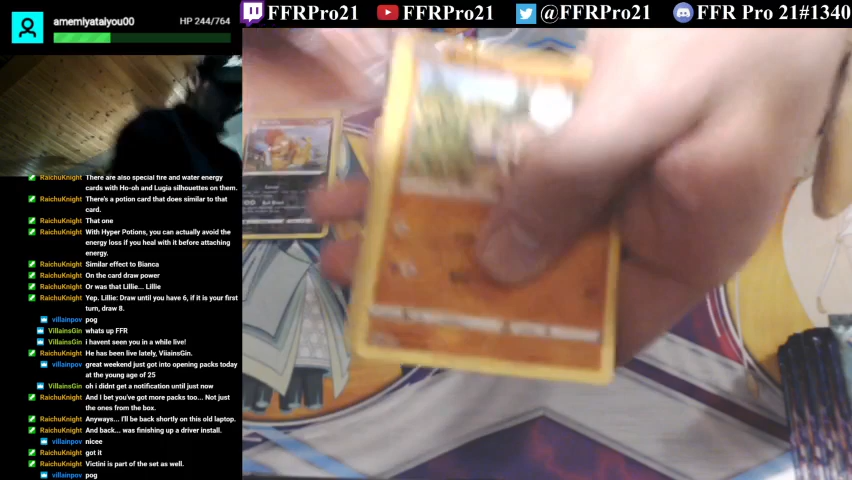 amemiyataiyou00 HP 244/764
FFRPro21 FFRPro21 @FFRPro21 FFR Pro 21#1340
RaichuKnight There are also special fire and water energy
cards with Ho-oh and Lugia silhouettes on them.
RaichuKnight There's a potion card that does similar to that
card.
RaichuKnight That one
RaichuKnight With Hyper Potions, you can actually avoid the
energy loss if you heal with it before attaching
energy.
RaichuKnight Similar effect to Bianca
RaichuKnight On the card draw power
RaichuKnight Or was that Lillie... Lillie
RaichuKnight Yep. Lillie: Draw until you have 6, if it is your first
turn, draw 8.
villainpov pog
VillainsGin whats up FFR
VillainsGin i havent seen you in a while live!
RaichuKnight He has been live lately, ViiainsGin.
villainpov great weekend just got into opening packs today
at the young age of 25
VillainsGin oh i didnt get a notification until just now
RaichuKnight And I bet you've got more packs too... Not just
the ones from the box.
RaichuKnight Anyways... I'll be back shortly on this old laptop.
RaichuKnight And back... was finishing up a driver install.
villainpov nicee
RaichuKnight got it
RaichuKnight Victini is part of the set as well.
villainpov pog